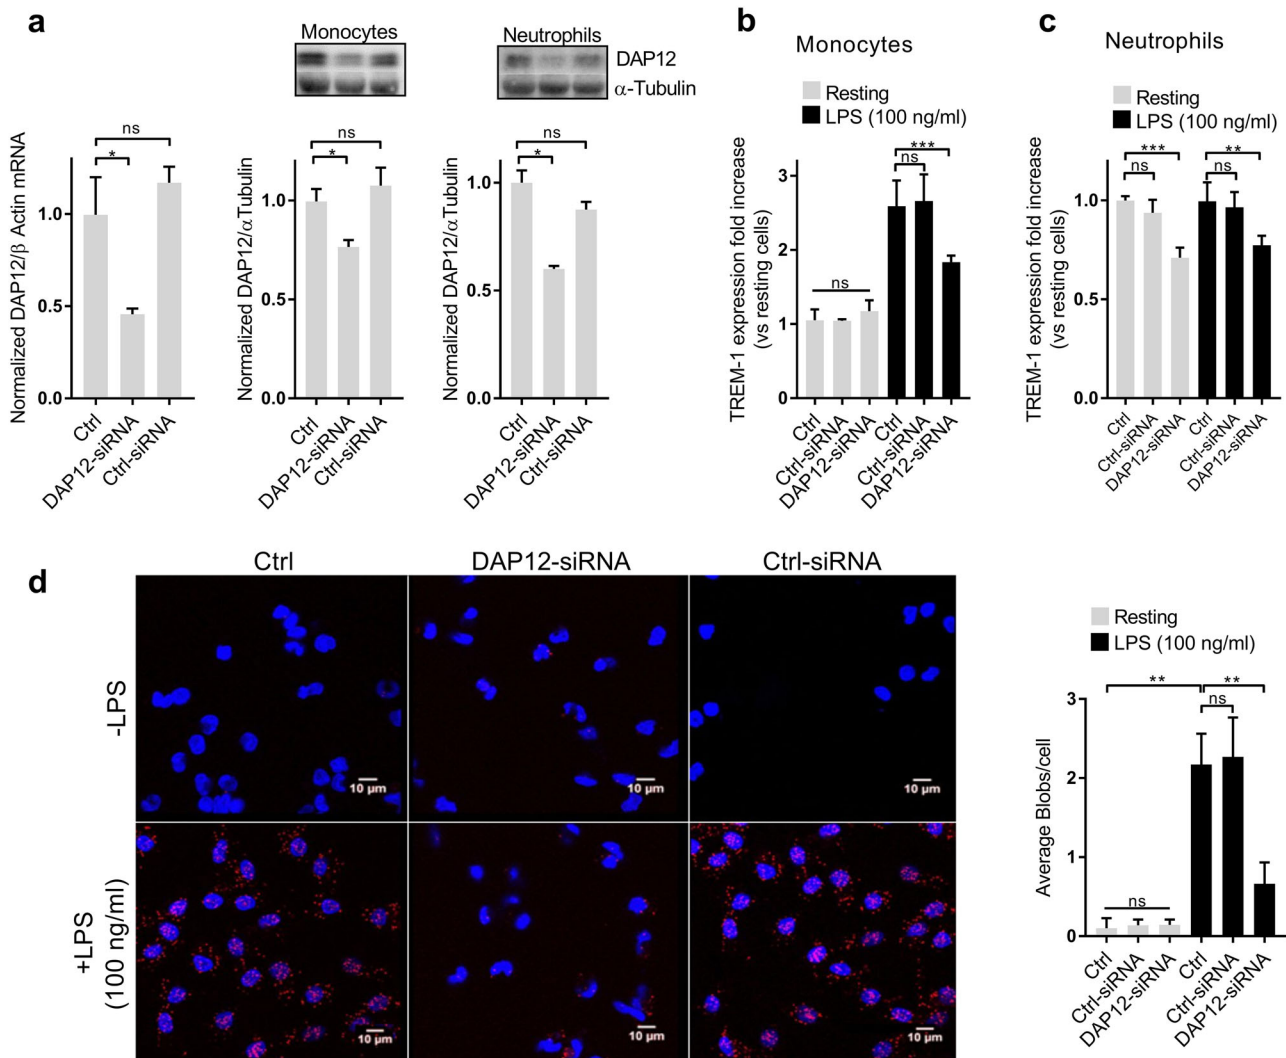 a
Monocytes
Neutrophils
DAP12
α-Tubulin
Normalized DAP12/β Actin mRNA
1.0
0.5
0.0
ns
*
Ctrl
DAP12-siRNA
Ctrl-siRNA
Normalized DAP12/αTubulin
1.0
0.5
0.0
ns
*
Ctrl
DAP12-siRNA
Ctrl-siRNA
Normalized DAP12/αTubulin
1.0
0.5
0.0
ns
*
Ctrl
DAP12-siRNA
Ctrl-siRNA
b
Monocytes
Resting
LPS (100 ng/ml)
TREM-1 expression fold increase
(vs resting cells)
3
2
1
0
ns
***
ns
Ctrl
Ctrl-siRNA
DAP12-siRNA
Ctrl
Ctrl-siRNA
DAP12-siRNA
c
Neutrophils
Resting
LPS (100 ng/ml)
TREM-1 expression fold increase
(vs resting cells)
1.0
0.5
0.0
***
ns
**
ns
Ctrl
Ctrl-siRNA
DAP12-siRNA
Ctrl
Ctrl-siRNA
DAP12-siRNA
d
Ctrl
DAP12-siRNA
Ctrl-siRNA
-LPS
10 µm
10 µm
10 µm
+LPS
(100 ng/ml)
10 µm
10 µm
10 µm
Resting
LPS (100 ng/ml)
Average Blobs/cell
3
2
1
0
**
**
ns
ns
Ctrl
Ctrl-siRNA
DAP12-siRNA
Ctrl
Ctrl-siRNA
DAP12-siRNA